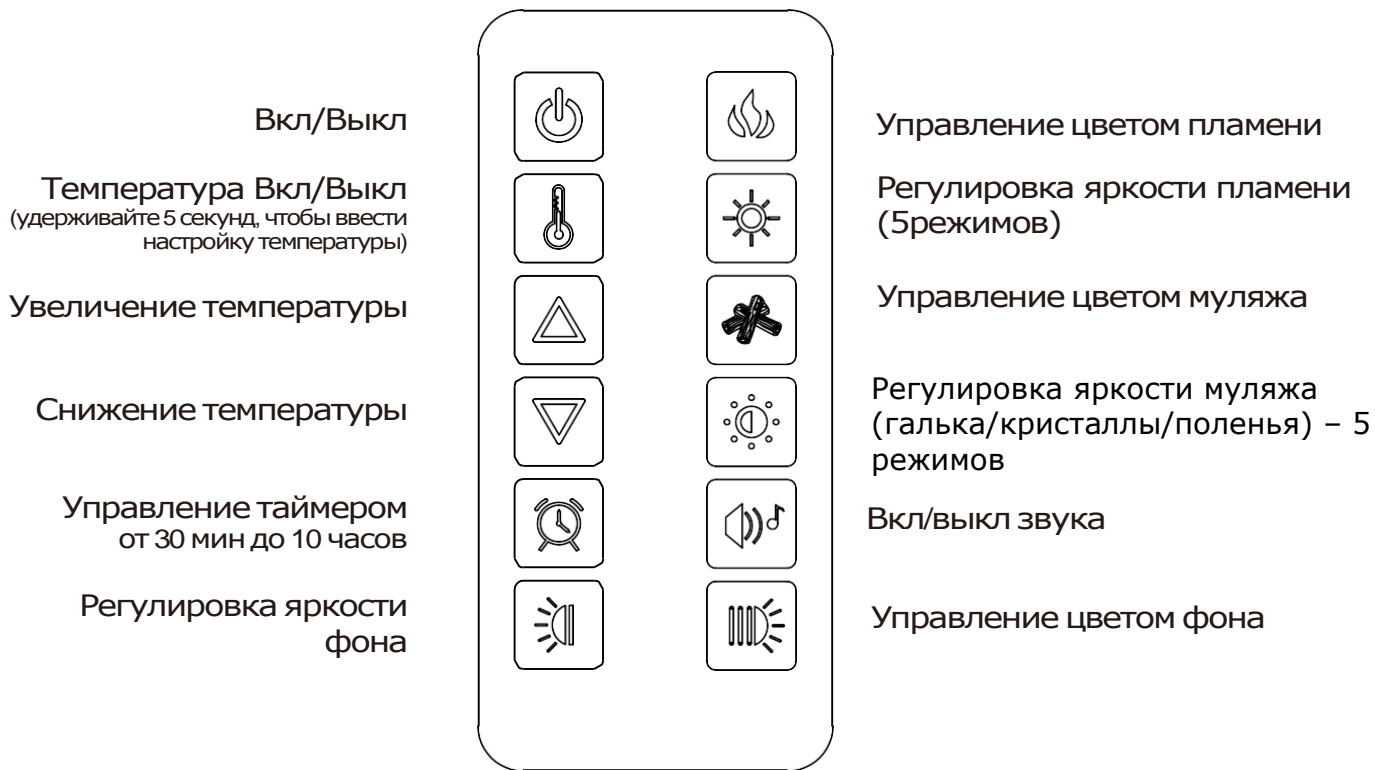 Вкл/Выкл
Температура Вкл/Выкл
(удерживайте 5 секунд, чтобы ввести
настройку температуры)
Увеличение температуры
Снижение температуры
Управление таймером
от 30 мин до 10 часов
Регулировка яркости
фона
Управление цветом пламени
Регулировка яркости пламени
(5режимов)
Управление цветом муляжа
Регулировка яркости муляжа
(галька/кристаллы/поленья) – 5
режимов
Вкл/выкл звука
Управление цветом фона